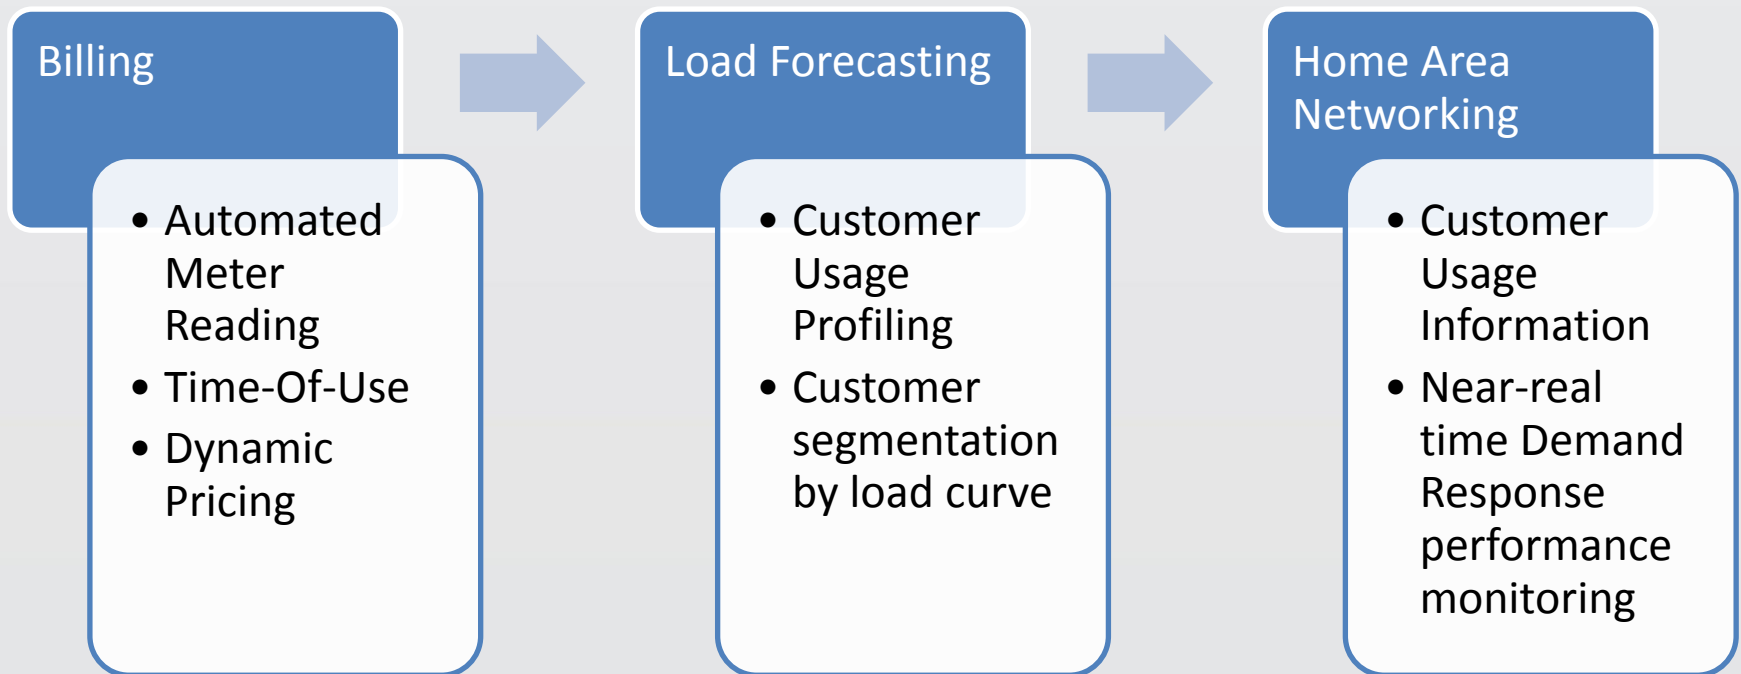 Billing
• Automated
Meter
Reading
• Time-Of-Use
• Dynamic
Pricing
Load Forecasting
• Customer
Usage
Profiling
• Customer
segmentation
by load curve
Home Area
Networking
• Customer
Usage
Information
• Near-real
time Demand
Response
performance
monitoring